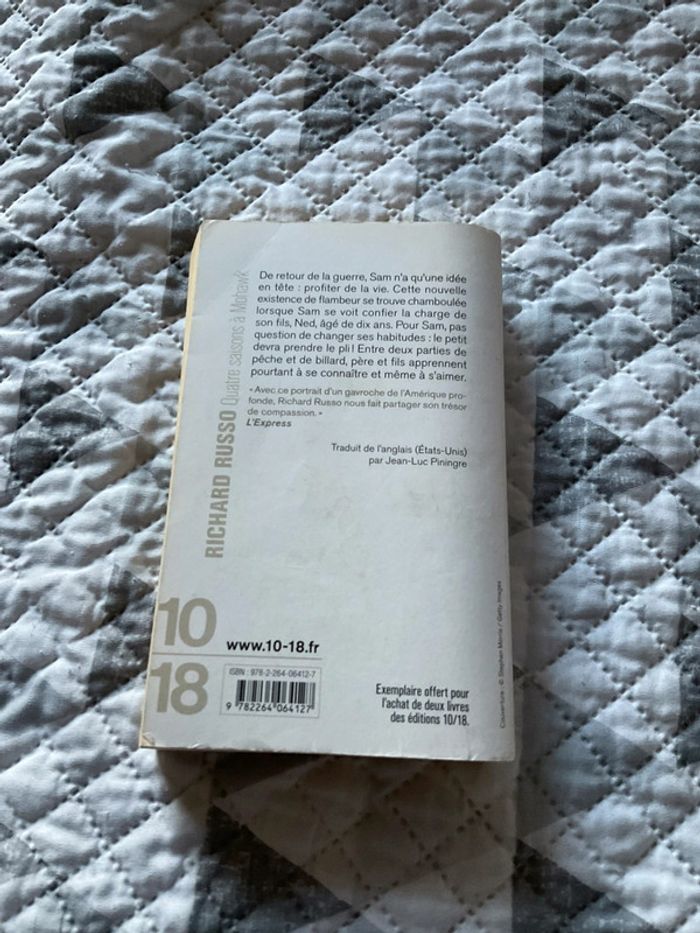 De retour de la guerre, Sam n'a qu'une idée
en tête : profiter de la vie. Cette nouvelle
existence de flambeur se trouve chamboulée
lorsque Sam se voit confier la charge de
son fils, Ned, âgé de dix ans. Pour Sam, pas
question de changer ses habitudes : le petit
devra prendre le pli! Entre deux parties de
pêche et de billard, père et fils apprennent
pourtant à se connaître et même à s'aimer.
« Avec ce portrait d'un gavroche de l'Amérique pro-
fonde, Richard Russo nous fait partager son trésor
de compassion. »
L'Express
Traduit de l'anglais (États-Unis)
par Jean-Luc Piningre
RICHARD RUSSO Quatre saisons à Mohawk
10
18
www.10-18.fr
ISBN : 978-2-264-06412-7
9 782264 064127
Exemplaire offert pour
l'achat de deux livres
des éditions 10/18.
Couverture : © Stephen Morris / Getty Images